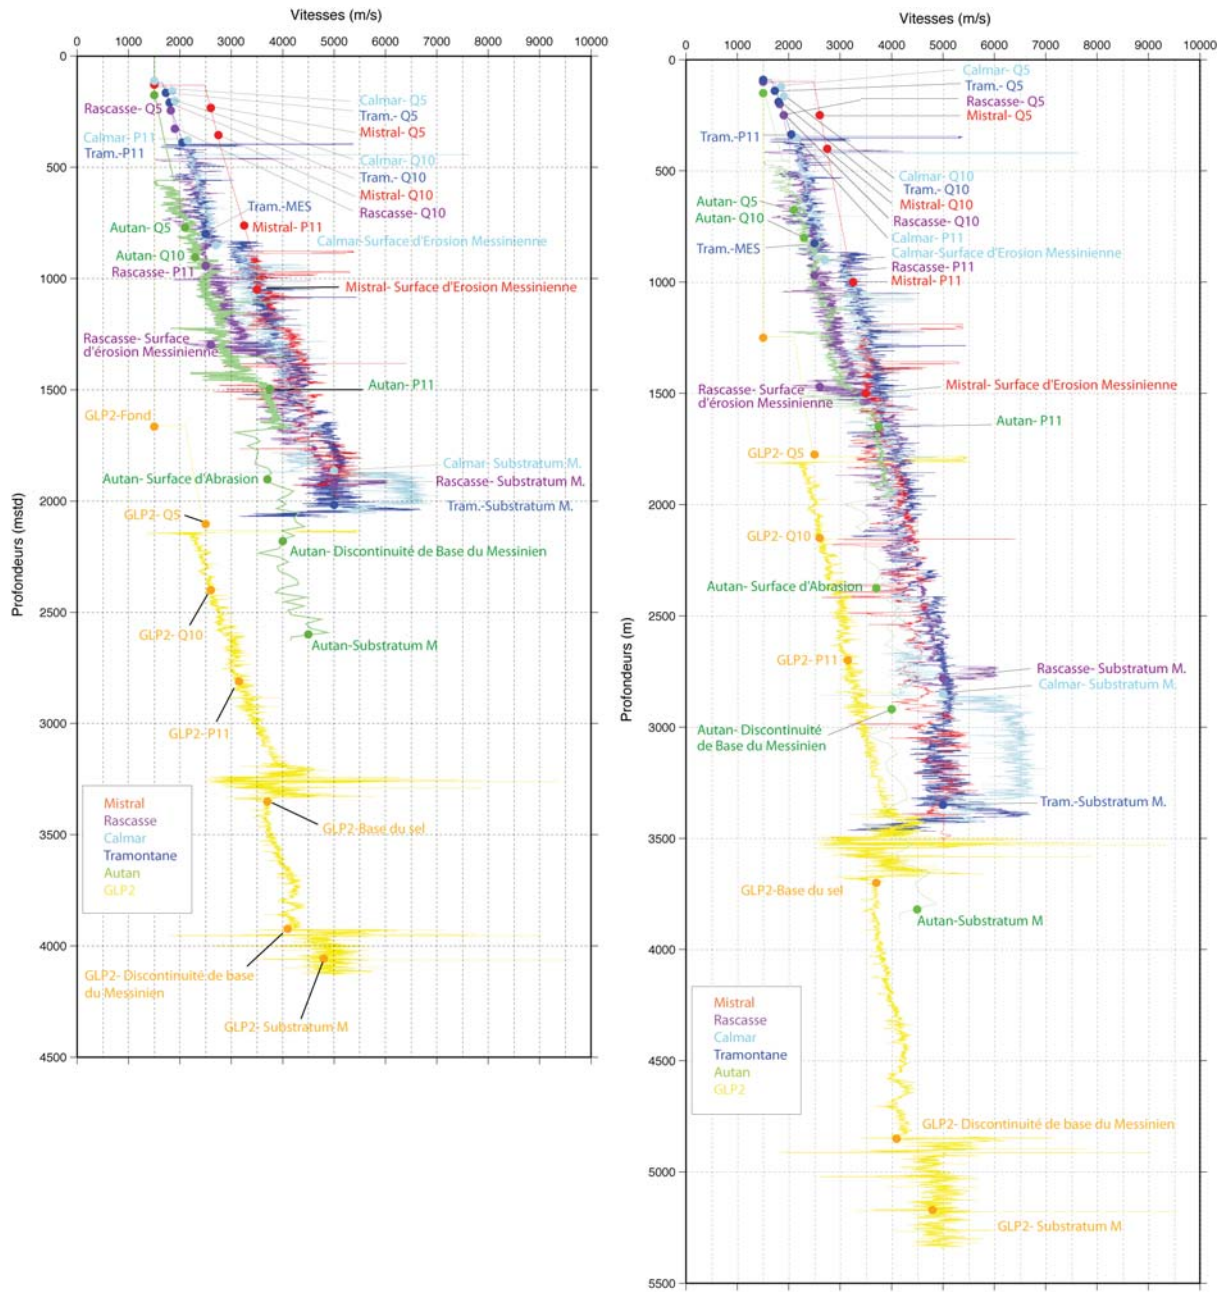 Vitesses (m/s)
0 1000 2000 3000 4000 5000 6000 7000 8000 9000 10000
Profondeurs (mstd)
0
500
1000
1500
2000
2500
3000
3500
4000
4500
Rascasse- Q5
Calmar- Q5
Tram.- Q5
Mistral- Q5
Calmar- P11
Tram.-P11
Calmar- Q10
Tram.- Q10
Mistral- Q10
Rascasse- Q10
Tram.-MES
Autan- Q5
Mistral- P11
Calmar-Surface d'Erosion Messinienne
Autan- Q10
Rascasse- P11
Mistral- Surface d'Erosion Messinienne
Rascasse- Surface
d'érosion Messinienne
Autan- P11
GLP2-Fond
Calmar- Substratum M.
Autan- Surface d'Abrasion
Rascasse- Substratum M.
Tram.-Substratum M.
GLP2- Q5
Autan- Discontinuité de Base du Messinien
GLP2- Q10
Autan-Substratum M
GLP2- P11
Mistral
Rascasse
Calmar
Tramontane
Autan
GLP2
GLP2-Base du sel
GLP2- Discontinuité de base
du Messinien
GLP2- Substratum M
Vitesses (m/s)
0 1000 2000 3000 4000 5000 6000 7000 8000 9000 10000
Profondeurs (m)
0
500
1000
1500
2000
2500
3000
3500
4000
4500
5000
5500
Calmar- Q5
Tram.- Q5
Rascasse- Q5
Mistral- Q5
Tram.-P11
Calmar- Q10
Tram.- Q10
Mistral- Q10
Rascasse- Q10
Autan- Q5
Autan- Q10
Calmar- P11
Tram.-MES
Calmar-Surface d'Erosion Messinienne
Rascasse- P11
Mistral- P11
Rascasse- Surface
d'érosion Messinienne
Mistral- Surface d'Erosion Messinienne
Autan- P11
GLP2- Q5
GLP2- Q10
Autan- Surface d'Abrasion
GLP2- P11
Rascasse- Substratum M.
Calmar- Substratum M.
Autan- Discontinuité
de Base du Messinien
Tram.-Substratum M.
GLP2-Base du sel
Autan-Substratum M
Mistral
Rascasse
Calmar
Tramontane
Autan
GLP2
GLP2- Discontinuité de base du Messinien
GLP2- Substratum M